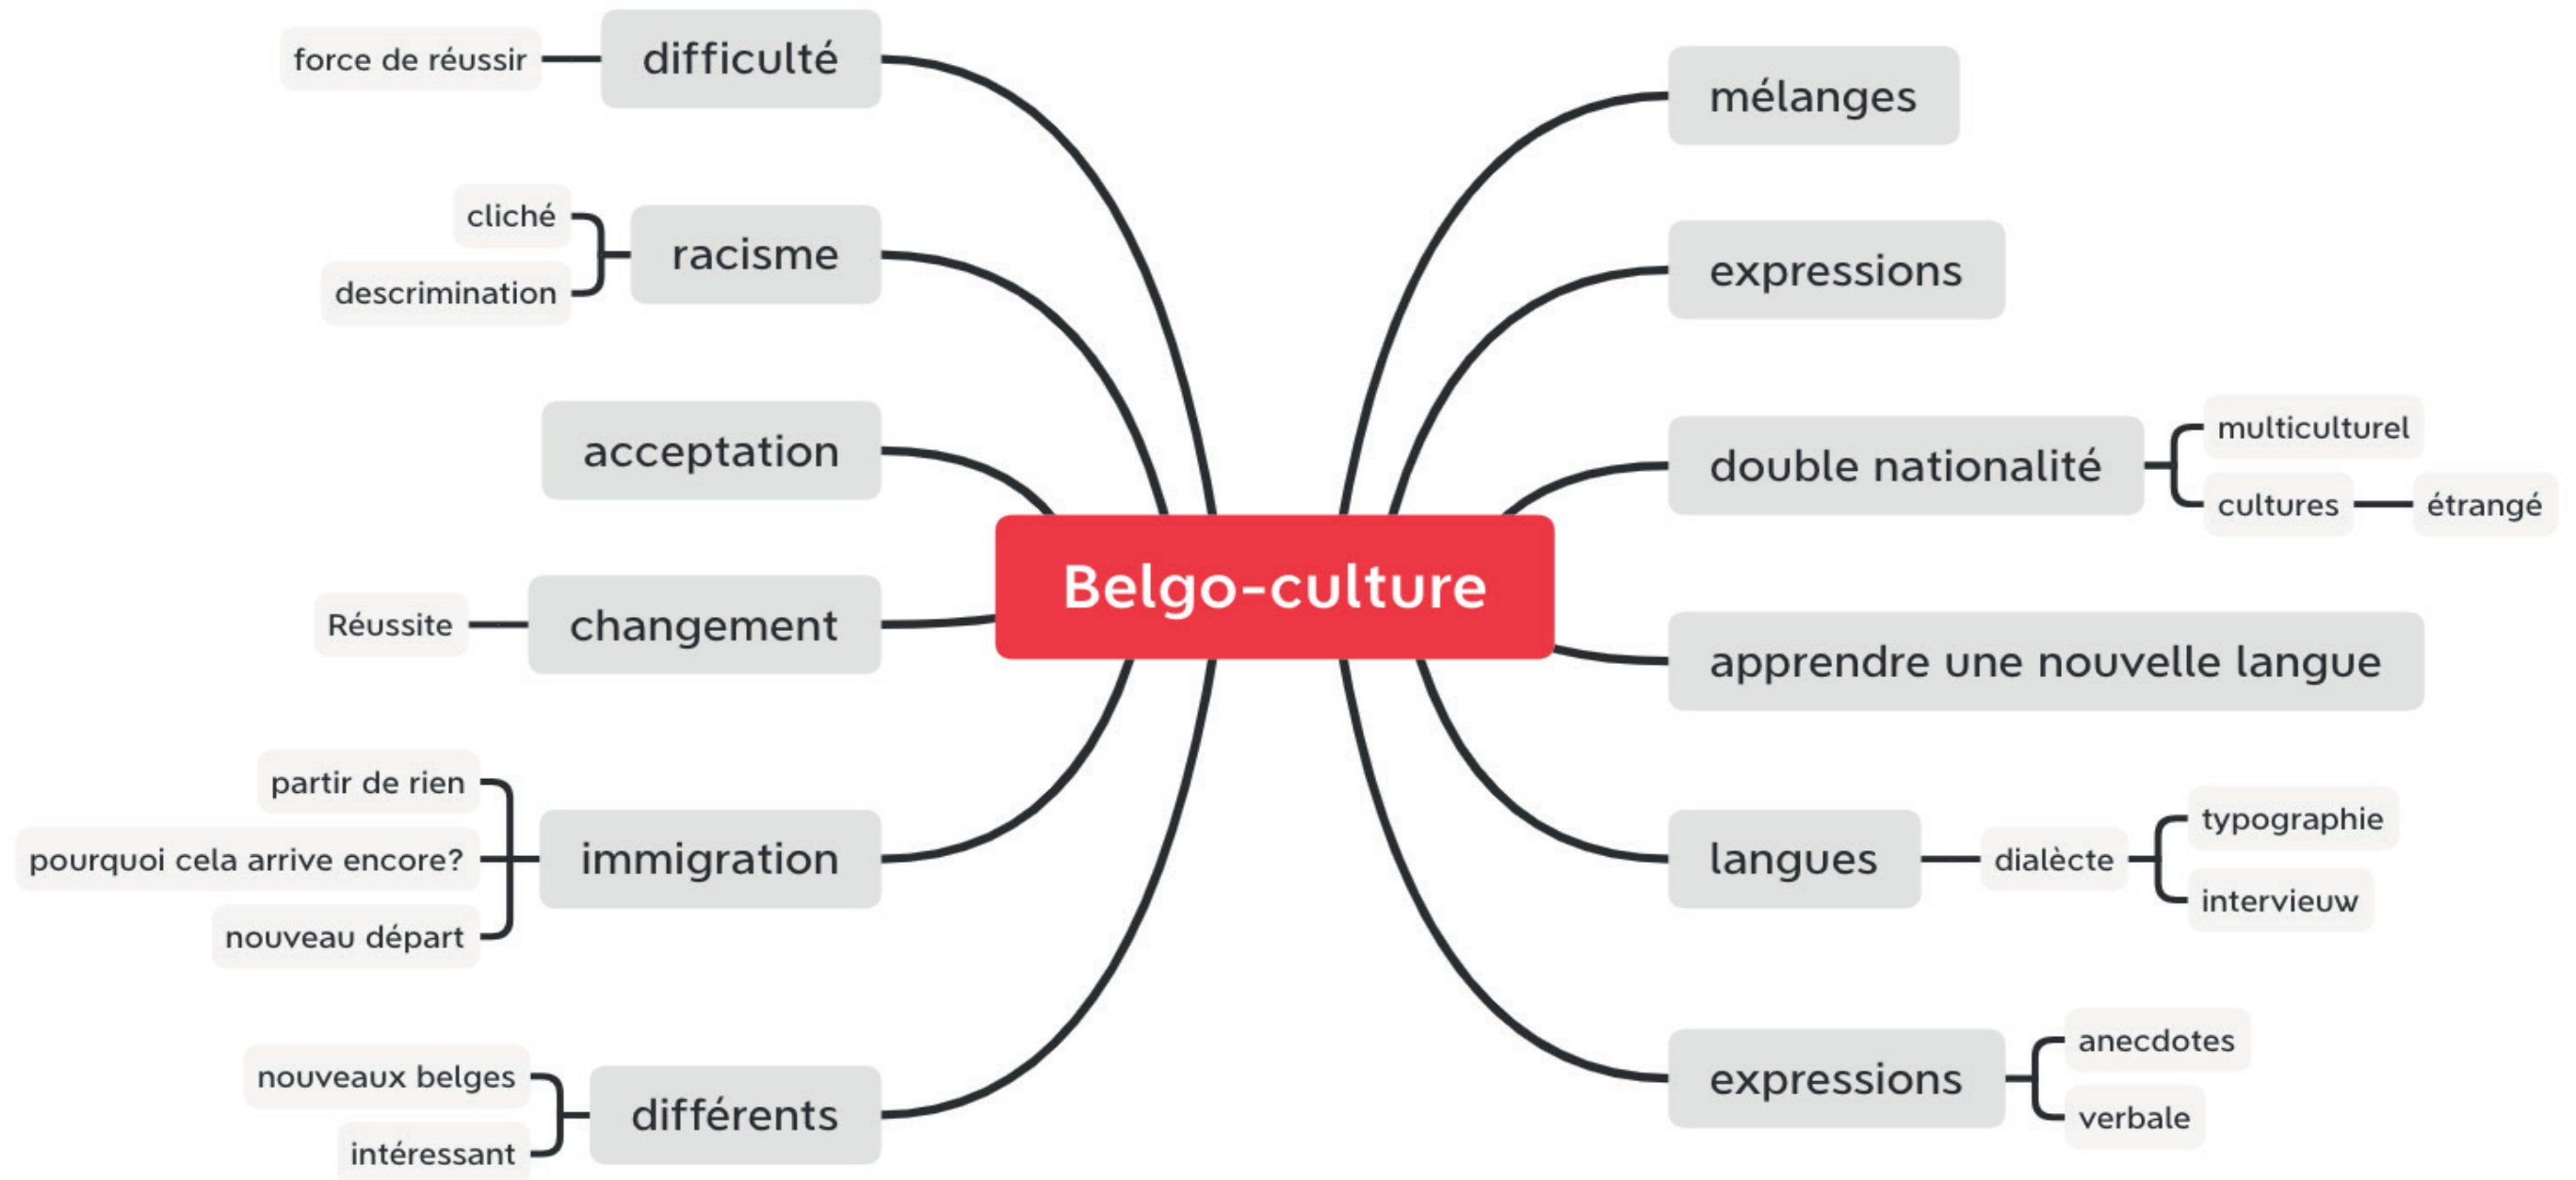 force de réussir
difficulté
cliché
descrimination
racisme
acceptation
Réussite
changement
partir de rien
pourquoi cela arrive encore?
nouveau départ
immigration
nouveaux belges
intéressant
différents
Belgo-culture
mélanges
expressions
double nationalité
multiculturel
cultures
étrangé
apprendre une nouvelle langue
langues
dialècte
typographie
intervieuw
expressions
anecdotes
verbale